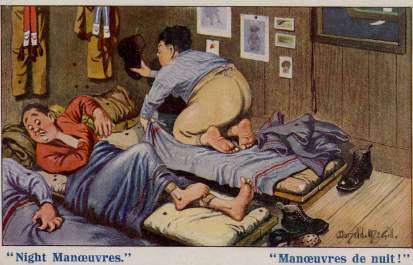 Donald McGill.
"Night Manœuvres." "Manœuvres de nuit!"